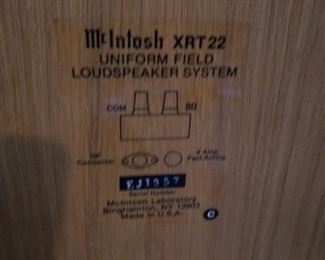 McIntosh XRT22
UNIFORM FIELD
LOUDSPEAKER SYSTEM
COM 8Ω
HF Connector
4 Amp Fast-Acting
Serial Number
McIntosh Laboratory
Binghamton, NY 13903
Made in U.S.A.